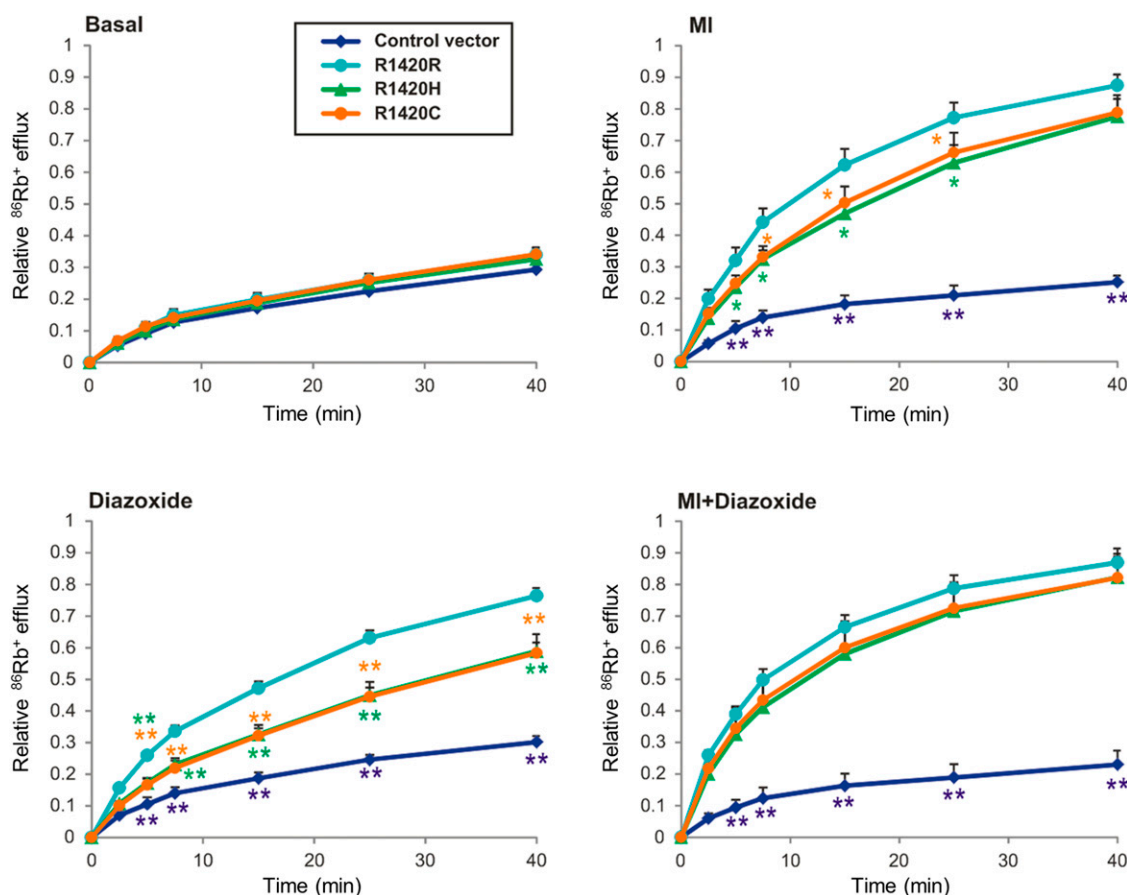 Basal
Control vector
R1420R
R1420H
R1420C
Relative ⁸⁶Rb⁺ efflux
1
0.9
0.8
0.7
0.6
0.5
0.4
0.3
0.2
0.1
0
0 10 20 30 40
Time (min)
MI
Relative ⁸⁶Rb⁺ efflux
1
0.9
0.8
0.7
0.6
0.5
0.4
0.3
0.2
0.1
0
* * *
* * * *
** ** ** ** **
0 10 20 30 40
Time (min)
Diazoxide
Relative ⁸⁶Rb⁺ efflux
1
0.9
0.8
0.7
0.6
0.5
0.4
0.3
0.2
0.1
0
**
** ** ** ** **
** ** ** **
** ** ** ** **
0 10 20 30 40
Time (min)
MI+Diazoxide
Relative ⁸⁶Rb⁺ efflux
1
0.9
0.8
0.7
0.6
0.5
0.4
0.3
0.2
0.1
0
** ** ** ** **
0 10 20 30 40
Time (min)